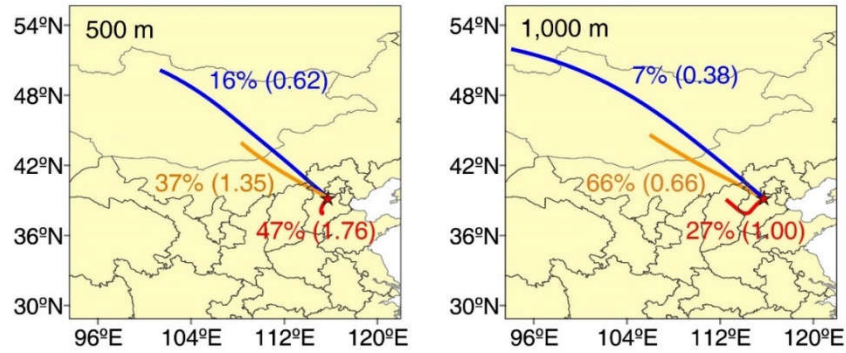 500 m
54ºN
48ºN
42ºN
36ºN
30ºN
16% (0.62)
37% (1.35)
47% (1.76)
96ºE 104ºE 112ºE 120ºE
1,000 m
54ºN
48ºN
42ºN
36ºN
30ºN
7% (0.38)
66% (0.66)
27% (1.00)
96ºE 104ºE 112ºE 120ºE